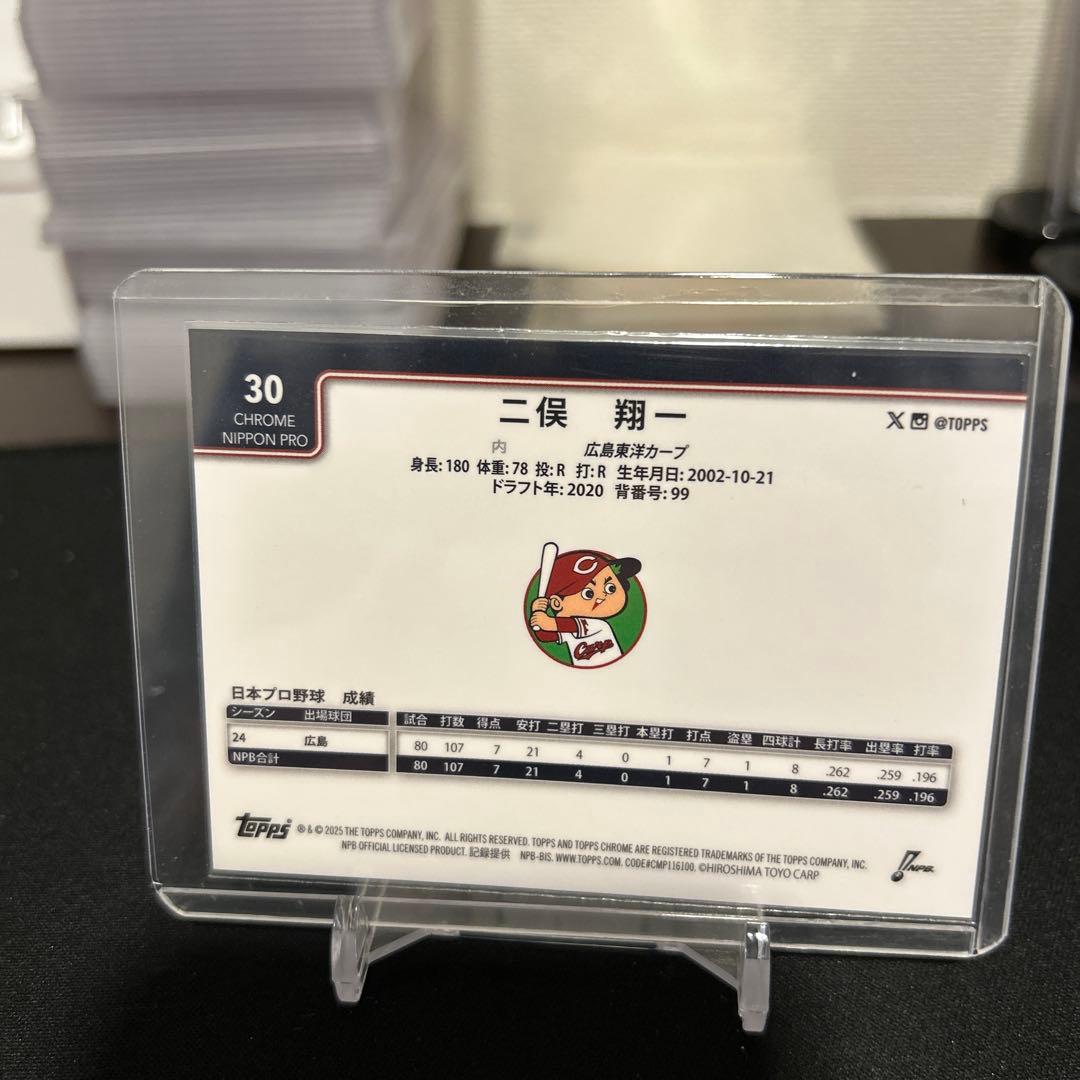 30
CHROME
NIPPON PRO
二俣 翔一
@TOPPS
内 広島東洋カープ
身長: 180 体重: 78 投: R 打: R 生年月日: 2002-10-21
ドラフト年: 2020 背番号: 99
C
Carp
日本プロ野球 成績
シーズン 出場球団 試合 打数 得点 安打 二塁打 三塁打 本塁打 打点 盗塁 四球計 長打率 出塁率 打率
24 広島 80 107 7 21 4 0 1 7 1 8 .262 .259 .196
NPB合計 80 107 7 21 4 0 1 7 1 8 .262 .259 .196
topps ® & © 2025 THE TOPPS COMPANY, INC. ALL RIGHTS RESERVED. TOPPS AND TOPPS CHROME ARE REGISTERED TRADEMARKS OF THE TOPPS COMPANY, INC.
NPB OFFICIAL LICENSED PRODUCT. 記録提供 NPB-BIS. WWW.TOPPS.COM. CODE#CMP116100. ©HIROSHIMA TOYO CARP
NPB